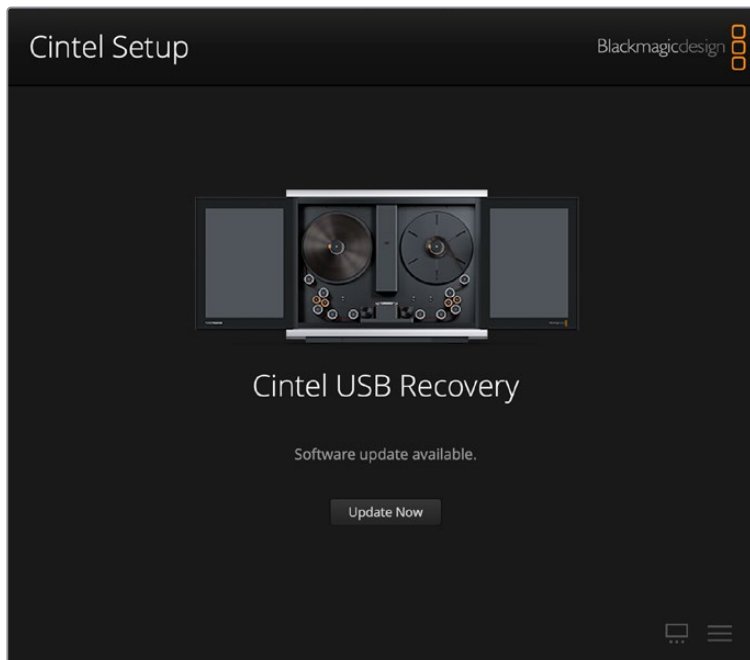 Cintel Setup
Blackmagicdesign
Cintel USB Recovery
Software update available.
Update Now